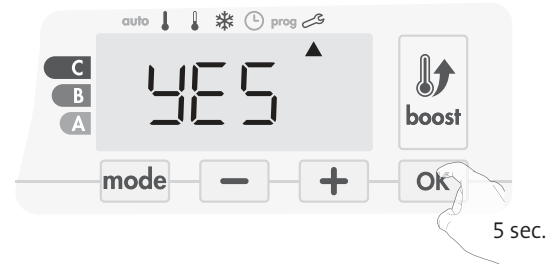 auto prog
C
B
A
YES
boost
mode - + OK
5 sec.